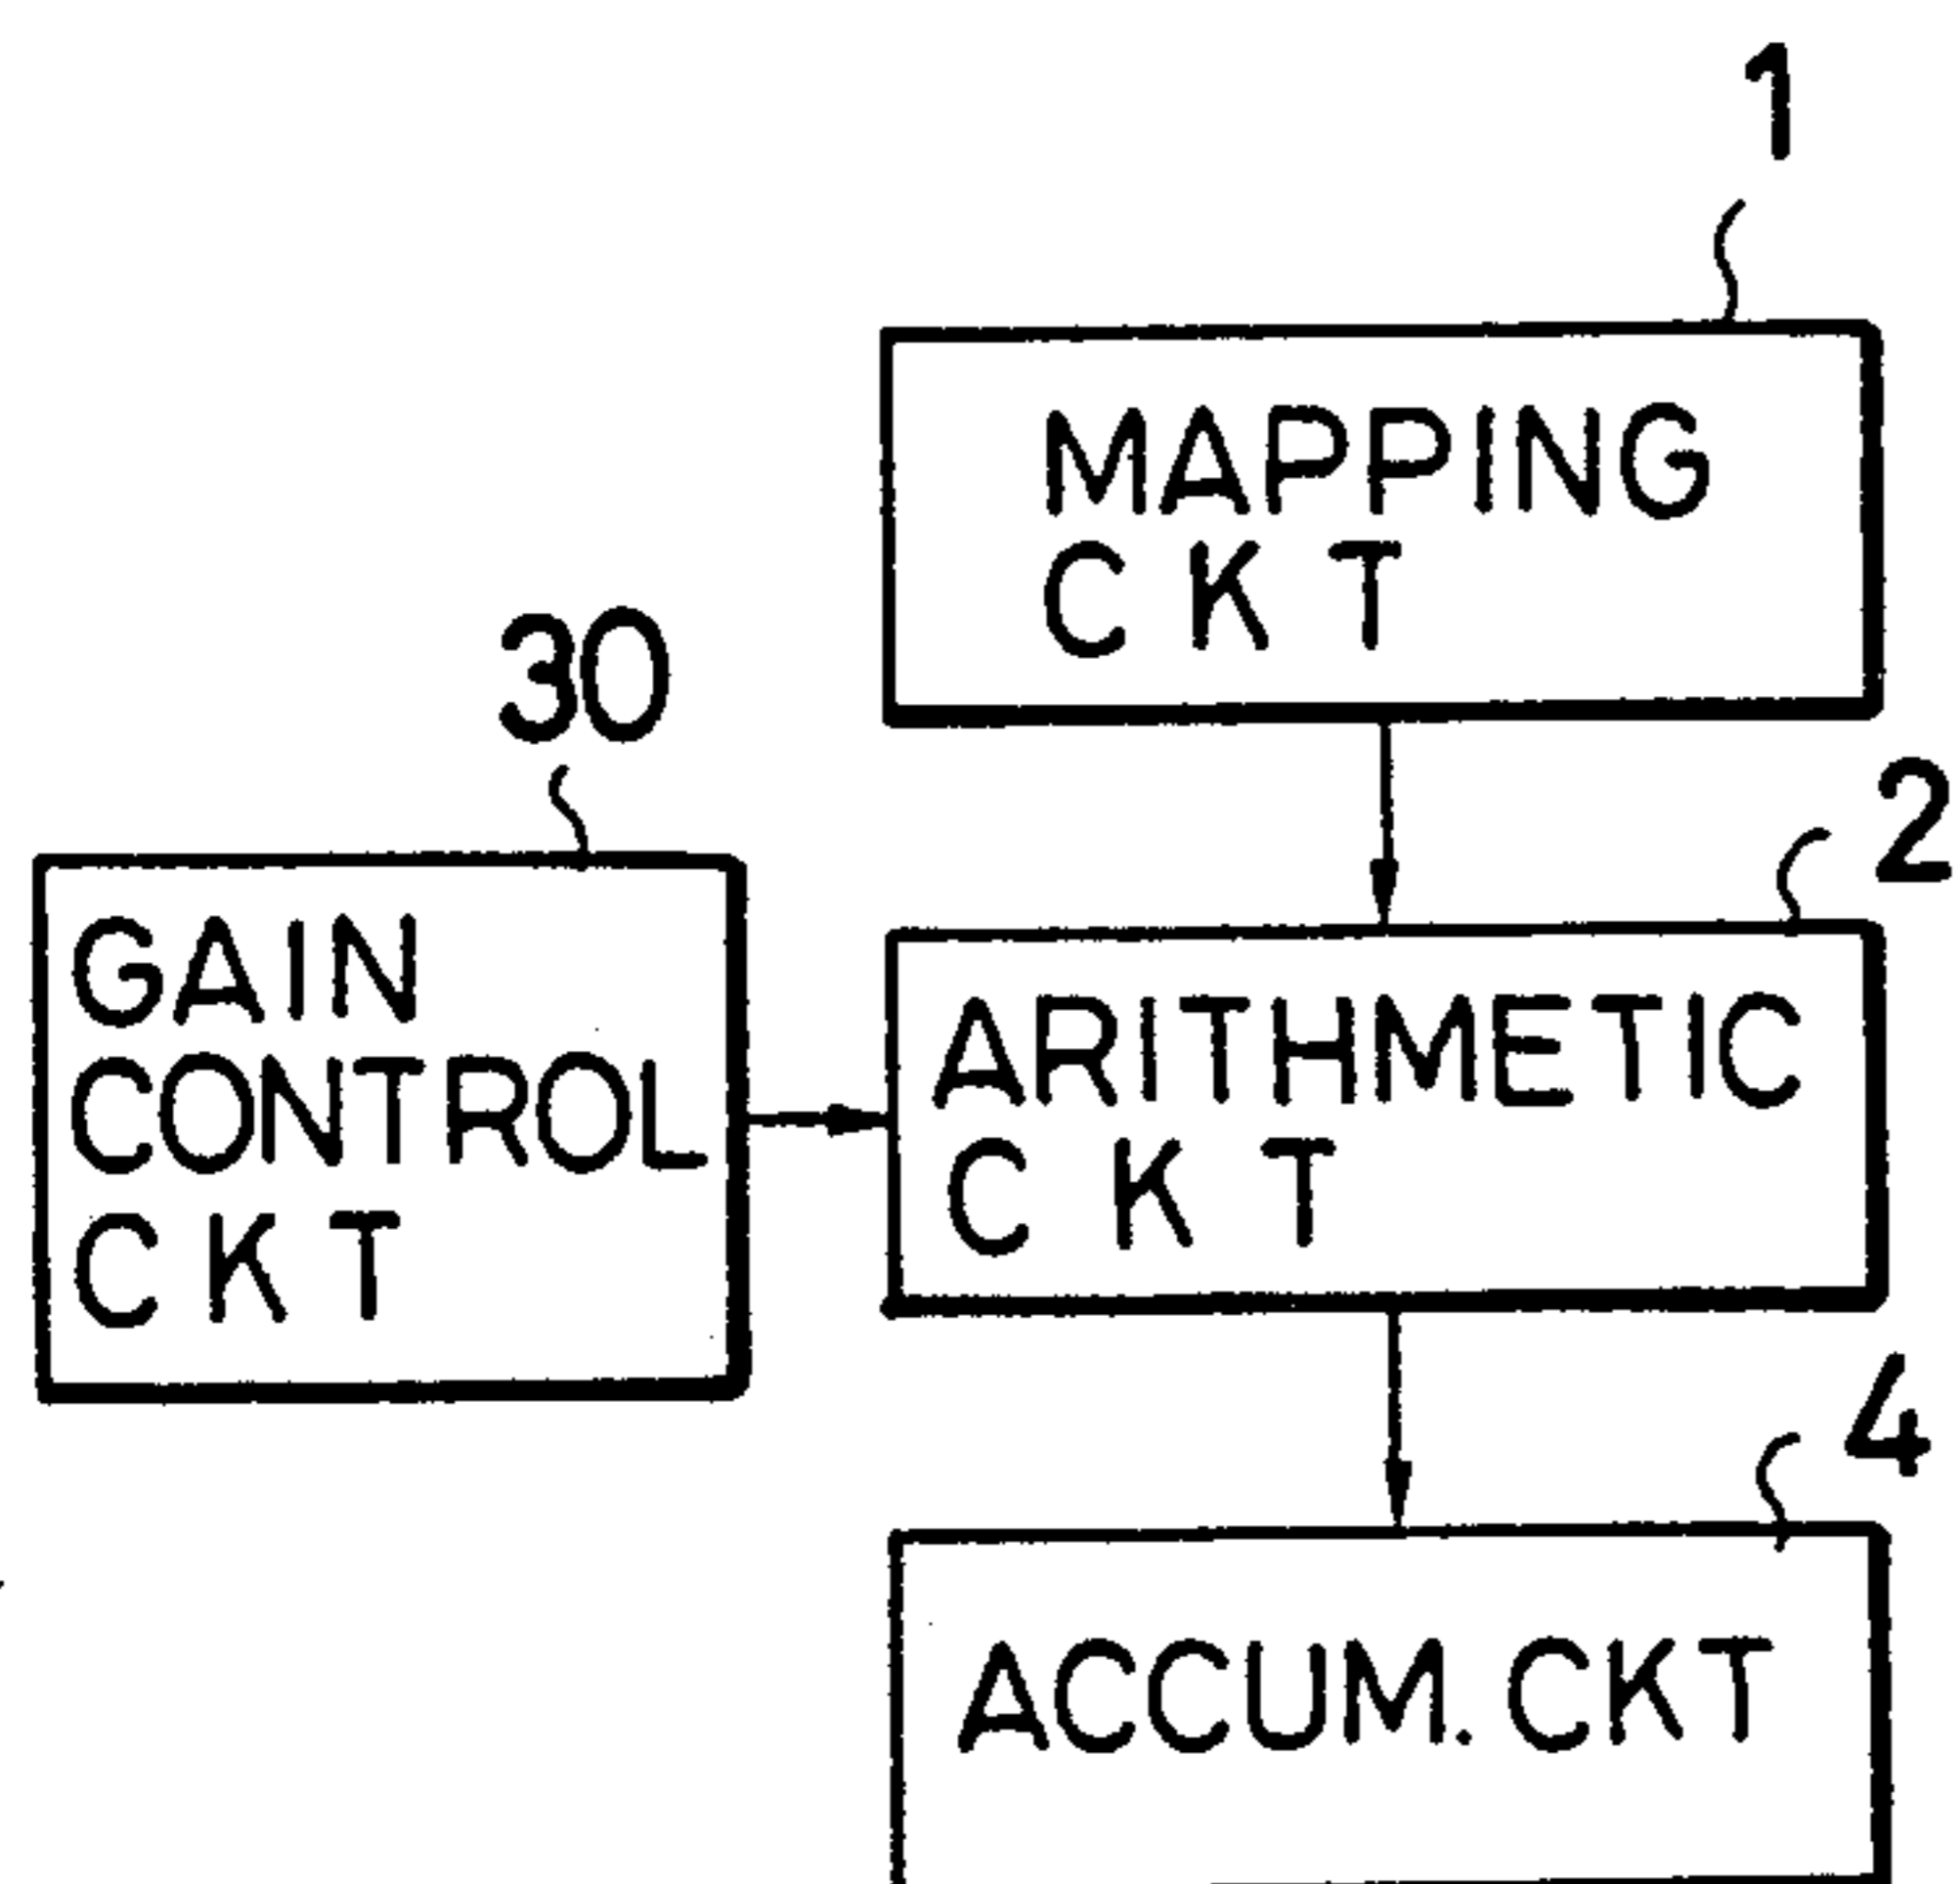 1
MAPPING
CKT
30
2
GAIN
CONTROL
CKT
ARITHMETIC
CKT
4
ACCUM. CKT